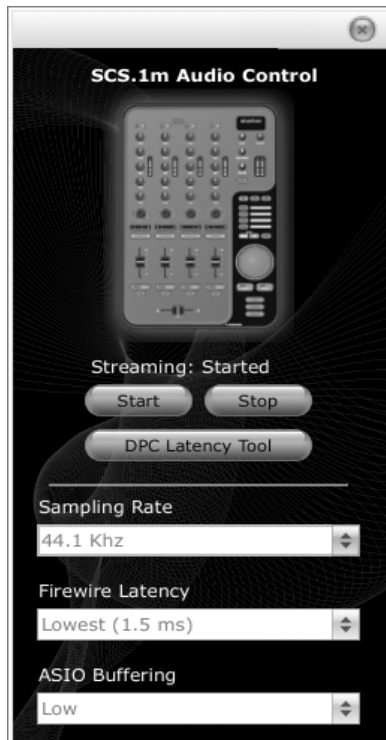 SCS.1m Audio Control
Streaming: Started
Start
Stop
DPC Latency Tool
Sampling Rate
44.1 Khz
Firewire Latency
Lowest (1.5 ms)
ASIO Buffering
Low